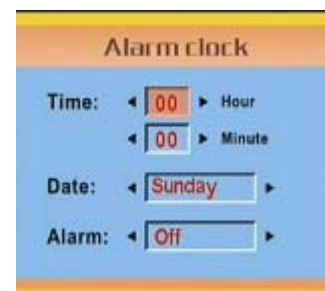 Alarm clock
Time: 00 Hour
00 Minute
Date: Sunday
Alarm: Off